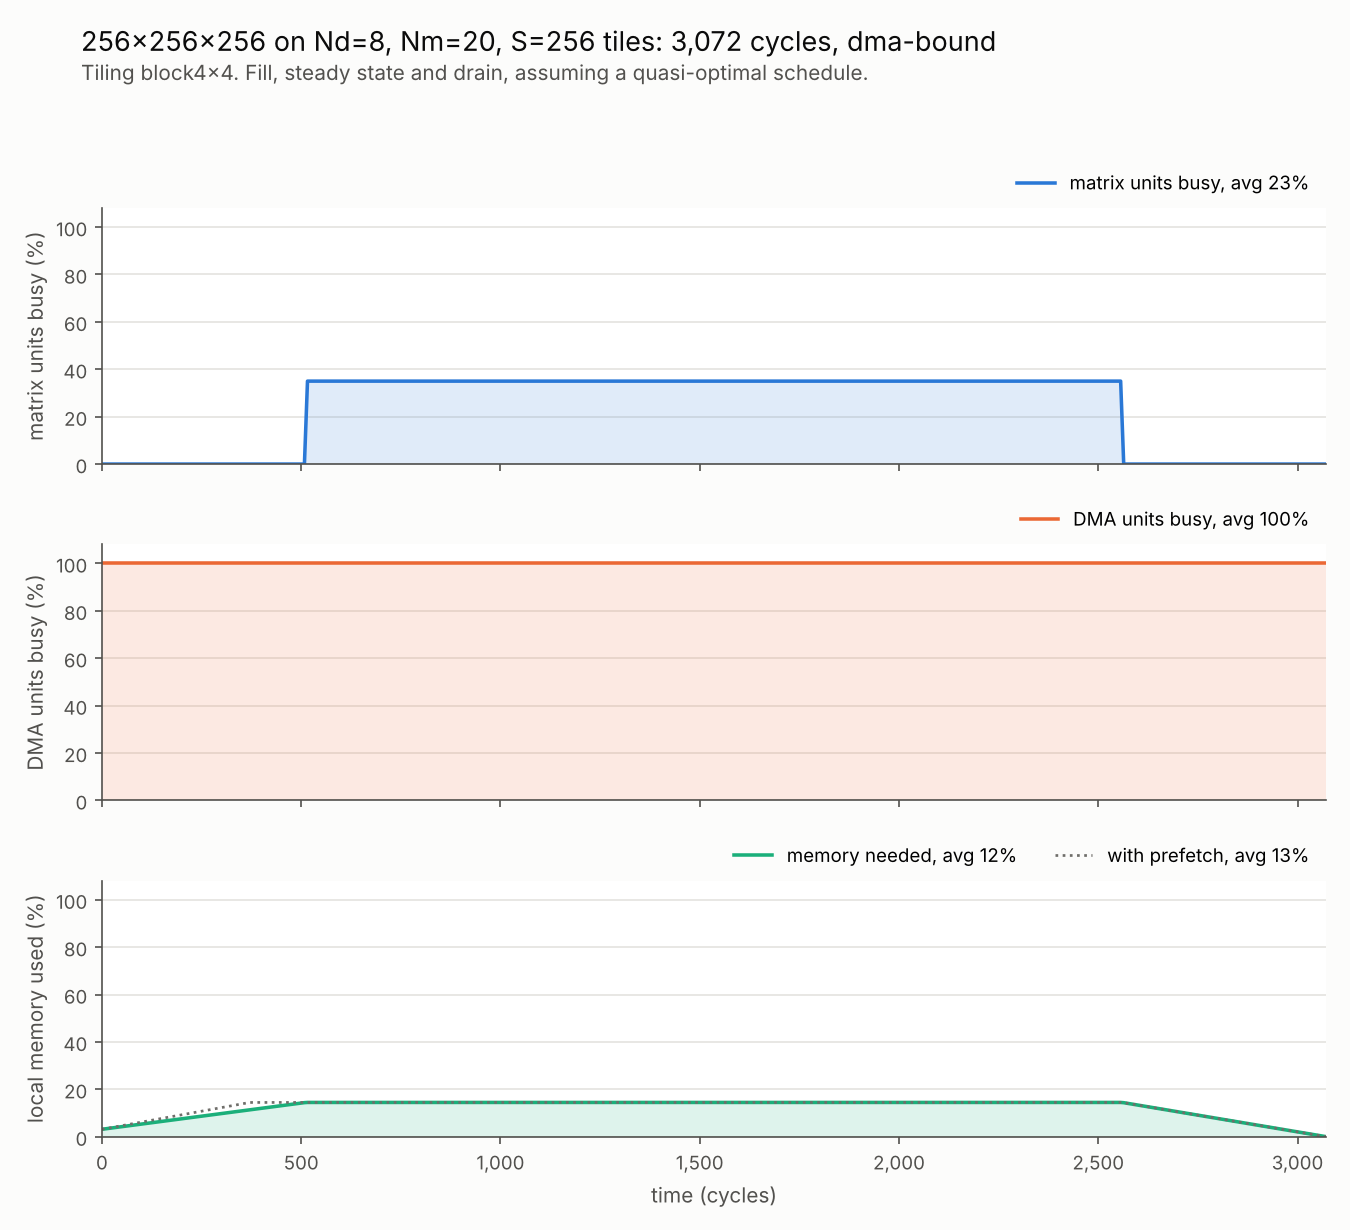 256×256×256 on Nd=8, Nm=20, S=256 tiles: 3,072 cycles, dma-bound
Tiling block4×4. Fill, steady state and drain, assuming a quasi-optimal schedule.
matrix units busy, avg 23%
matrix units busy (%)
100
80
60
40
20
0
DMA units busy, avg 100%
DMA units busy (%)
100
80
60
40
20
0
memory needed, avg 12%
with prefetch, avg 13%
local memory used (%)
100
80
60
40
20
0
0 500 1,000 1,500 2,000 2,500 3,000
time (cycles)